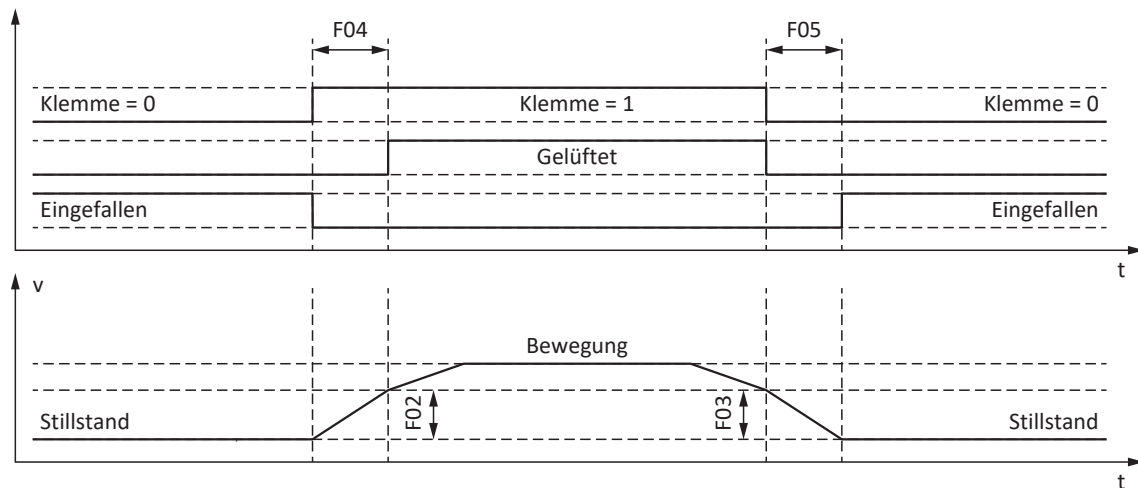 F04
F05
Klemme = 0
Klemme = 1
Klemme = 0
Gelüftet
Eingefallen
Eingefallen
t
v
Bewegung
F02
F03
Stillstand
Stillstand
t